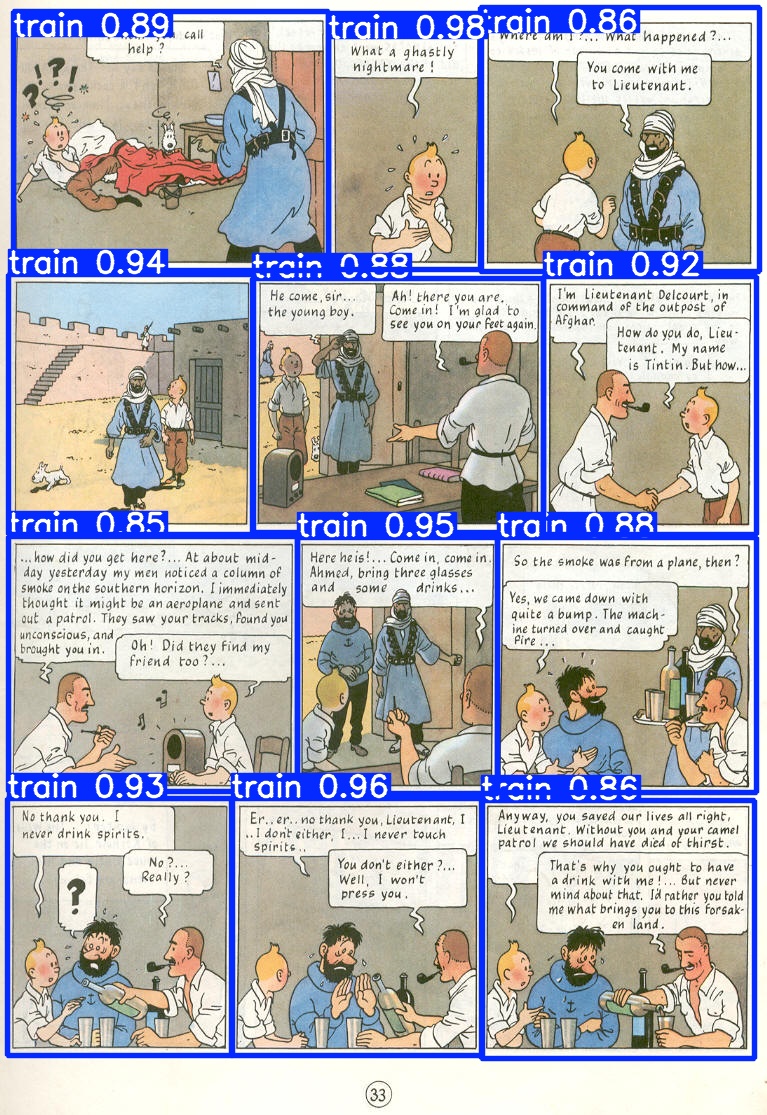 train 0.89
call
help ?
?!?!
train 0.98
What a ghastly
nightmare !
train 0.86
Where am I ?... What happened ?...
You come with me
to Lieutenant.
train 0.94
train 0.88
He come, sir...
the young boy.
Ah! there you are.
Come in! I'm glad to
see you on your feet again.
train 0.92
I'm Lieutenant Delcourt, in
command of the outpost of
Afghar.
How do you do, Lieu-
tenant. My name
is Tintin. But how...
train 0.85
...how did you get here?... At about mid-
day yesterday my men noticed a column of
smoke on the southern horizon. I immediately
thought it might be an aeroplane and sent
out a patrol. They saw your tracks, found you
unconscious, and
brought you in.
Oh! Did they find my
friend too ?...
train 0.95
Here he is!... Come in, come in.
Ahmed, bring three glasses
and some drinks...
train 0.88
So the smoke was from a plane, then ?
Yes, we came down with
quite a bump. The mach-
ine turned over and caught
fire ...
train 0.93
No thank you. I
never drink spirits.
No ?...
Really ?
?
train 0.96
Er.. er.. no thank you, Lieutenant, I
..I don't either, I... I never touch
spirits ..
You don't either ?...
Well, I won't
press you.
train 0.86
Anyway, you saved our lives all right,
Lieutenant. Without you and your camel
patrol we should have died of thirst.
That's why you ought to have
a drink with me !... But never
mind about that. I'd rather you told
me what brings you to this forsak-
en land.
33